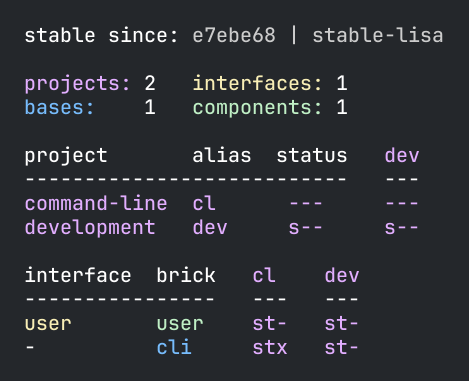 stable since: e7ebe68 | stable-lisa
projects: 2   interfaces: 1
bases:    1   components: 1
project       alias  status   dev
---------------------------   ---
command-line  cl      ---     ---
development   dev     s--     s--
interface  brick   cl   dev
----------------   ---  ---
user       user    st-  st-
-          cli     stx  st-